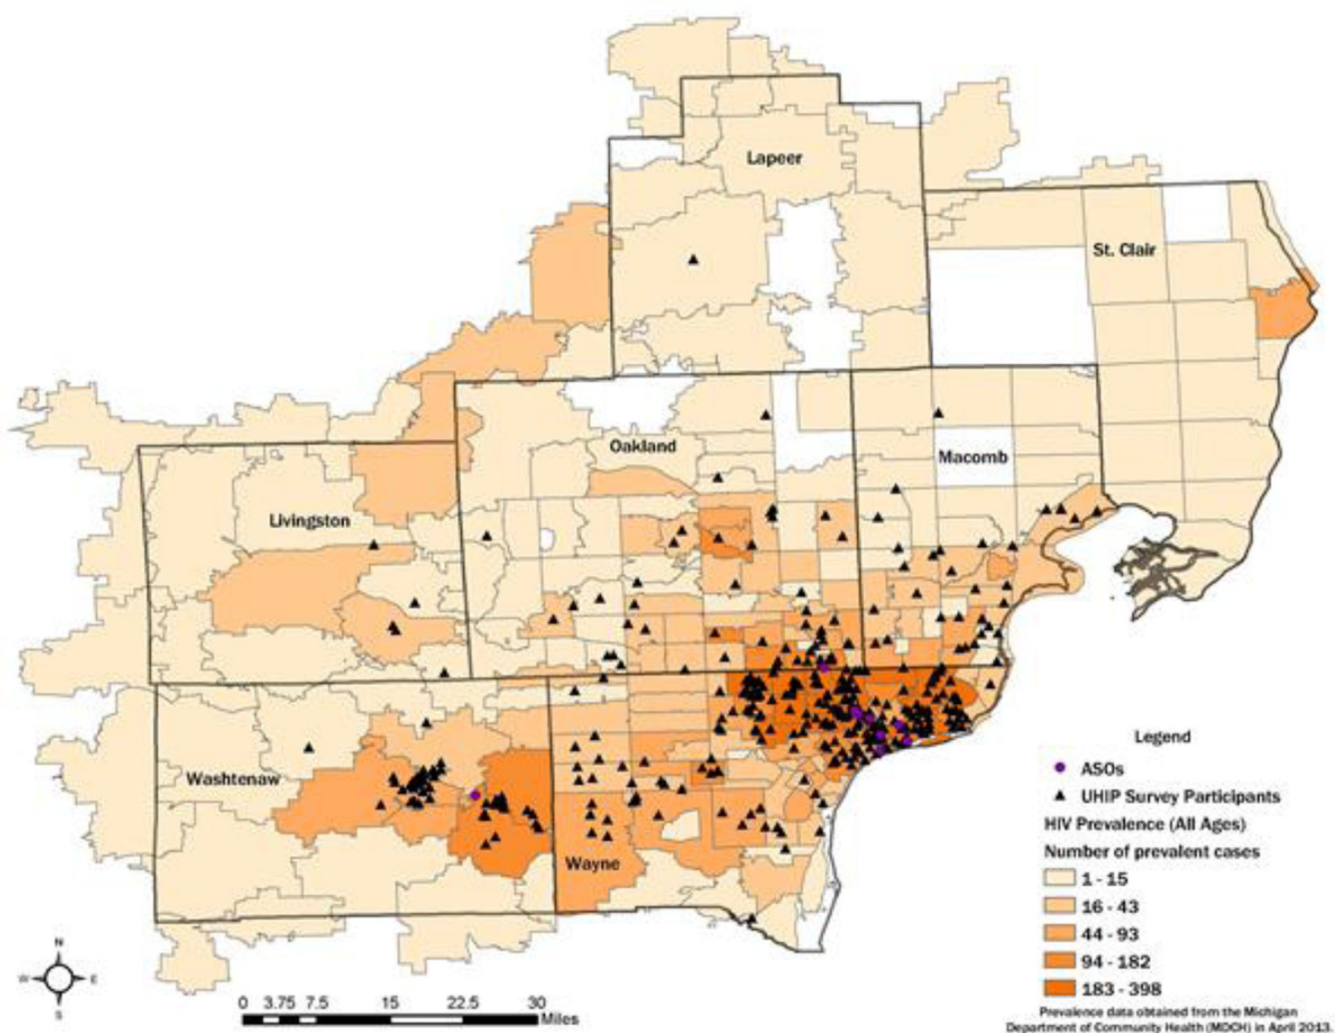 Lapeer
St. Clair
Oakland
Macomb
Livingston
Washtenaw
Wayne
Legend
ASOs
UHIP Survey Participants
HIV Prevalence (All Ages)
Number of prevalent cases
1 - 15
16 - 43
44 - 93
94 - 182
183 - 398
N
W E
S
0 3.75 7.5 15 22.5 30
Miles
Prevalence data obtained from the Michigan
Department of Community Health (MDCH) in April 2013.